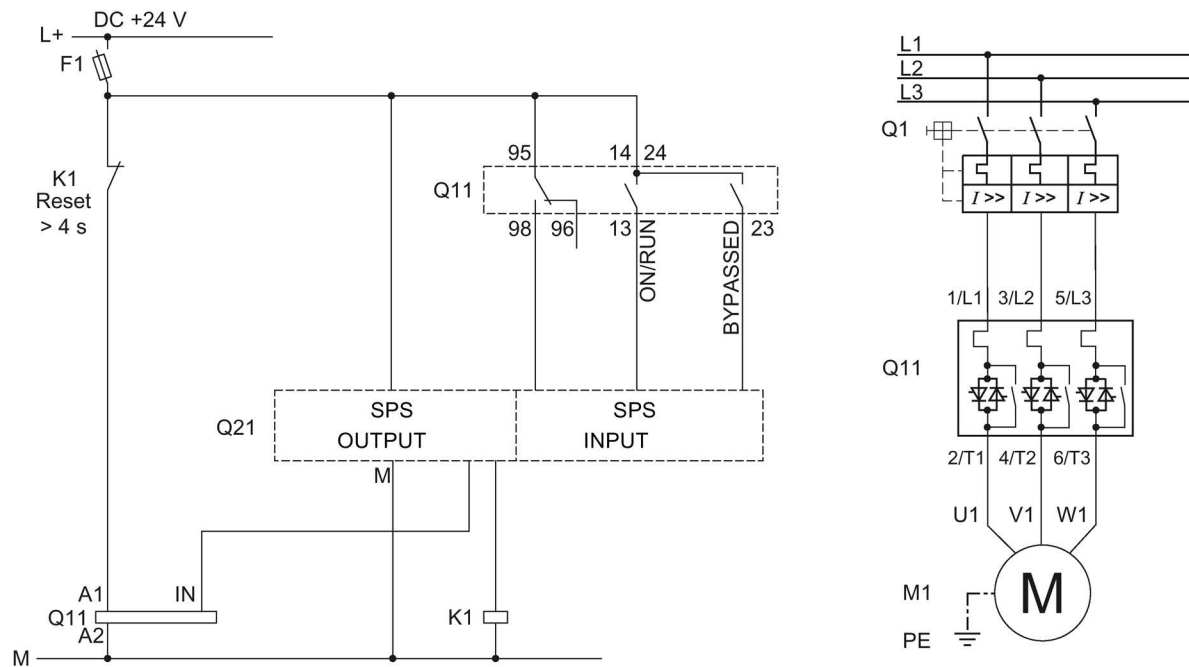 DC +24 V
L+
F1
K1
Reset
> 4 s
95
14
24
Q11
98
96
13
23
ON/RUN
BYPASSED
Q21
SPS
OUTPUT
SPS
INPUT
M
A1
IN
Q11
A2
K1
M
L1
L2
L3
Q1
I >>
I >>
I >>
1/L1
3/L2
5/L3
Q11
2/T1
4/T2
6/T3
U1
V1
W1
M1
M
PE